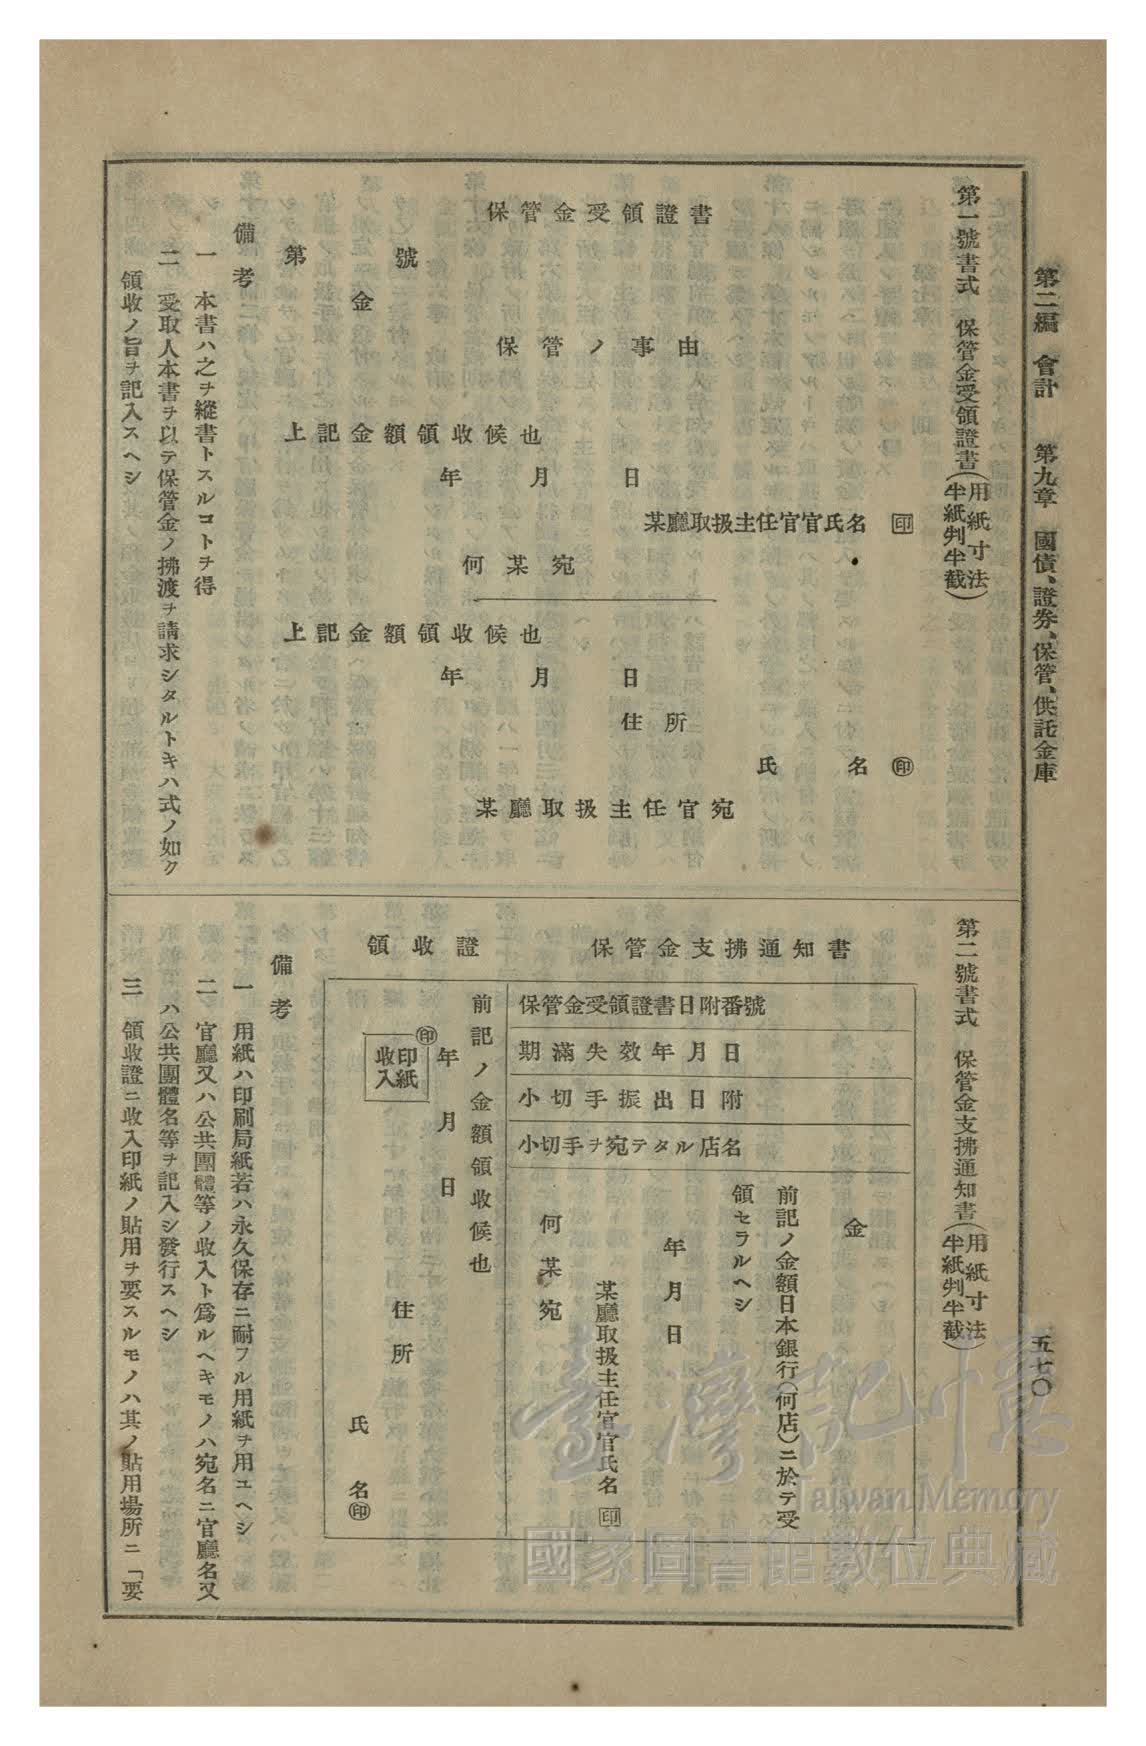 第二編 會計 第九章 國債、證券、保管、供託金庫 五七〇
第一號書式 保管金受領證書(用紙寸法
半紙判半截)
保管金受領證書
第 號
金
保管ノ事由
上記金額領收候也
年 月 日
某廳取扱主任官官氏名 印
何某宛
上記金額領收候也
年 月 日
住所
氏 名 印
某廳取扱主任官宛
備考
一 本書ハ之ヲ縱書トスルコトヲ得
二 受取人本書ヲ以テ保管金ノ拂渡ヲ請求シタルトキハ式ノ如ク
領收ノ旨ヲ記入スヘシ
第二號書式 保管金支拂通知書(用紙寸法
半紙判半截)
保管金支拂通知書
保管金受領證書日附番號
期滿失效年月日
小切手振出日附
小切手ヲ宛テタル店名
金
前記ノ金額日本銀行(何店)ニ於テ受
領セラルヘシ
年月日
某廳取扱主任官官氏名 印
何某宛
領收證
前記ノ金額領收候也
年月日
印
收入印紙
住所
氏 名 印
備考
一 用紙ハ印刷局紙若ハ永久保存ニ耐フル用紙ヲ用ユヘシ
二 官廳又ハ公共團體等ノ收入ト爲ルヘキモノハ宛名ニ官廳名又
ハ公共團體名等ヲ記入シ發行スヘシ
三 領收證ニ收入印紙ノ貼用ヲ要スルモノハ其ノ貼用場所ニ「要
臺灣記憶
Taiwan Memory
國家圖書館數位典藏